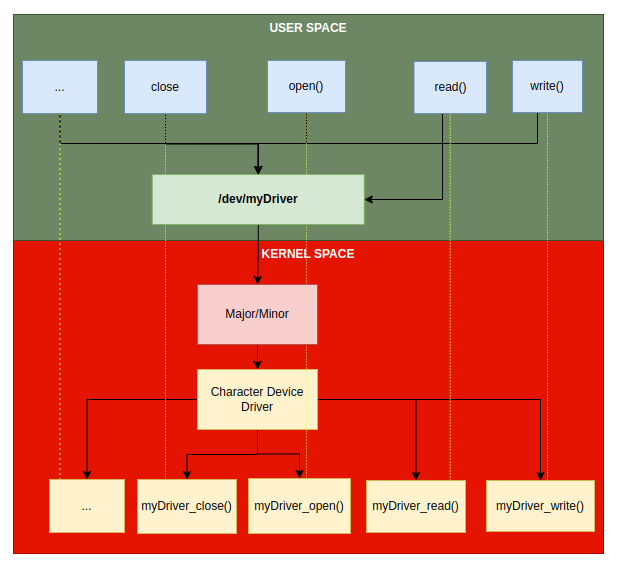 USER SPACE
...
close
open()
read()
write()
/dev/myDriver
KERNEL SPACE
Major/Minor
Character Device
Driver
...
myDriver_close()
myDriver_open()
myDriver_read()
myDriver_write()